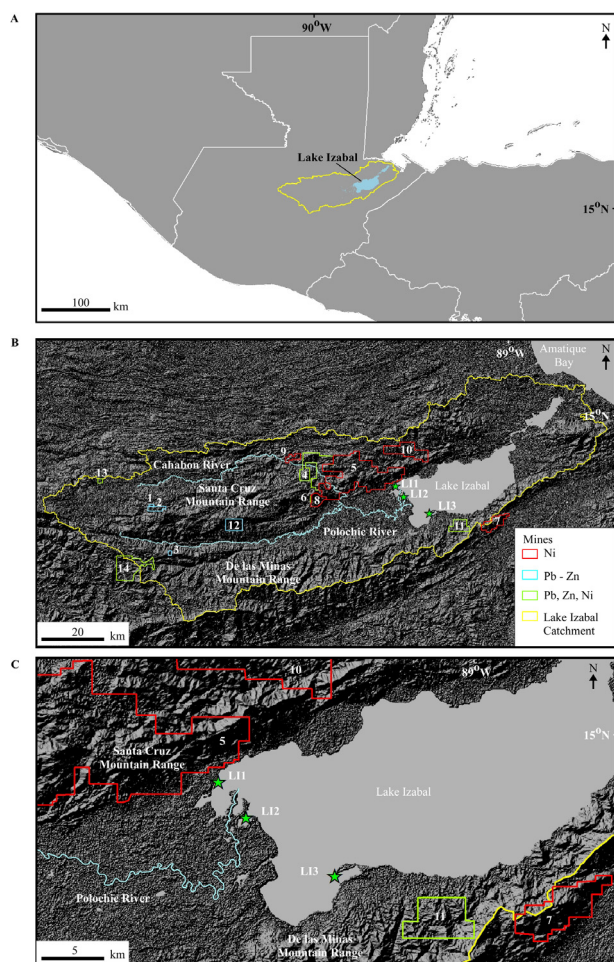 A
90°W
N
Lake Izabal
15°N
100
km
B
89°W
N
Amatique
Bay
15°N
Cahabon River
13
9
10
4
5
Santa Cruz
Mountain Range
1
2
6
8
LI1
LI2
Lake Izabal
LI3
12
Polochic River
11
7
3
De las Minas
Mountain Range
14
20
km
Mines
Ni
Pb - Zn
Pb, Zn, Ni
Lake Izabal
Catchment
C
10
89°W
N
15°N
5
Santa Cruz
Mountain Range
LI1
Lake Izabal
LI2
LI3
Polochic River
11
7
De las Minas
Mountain Range
5
km